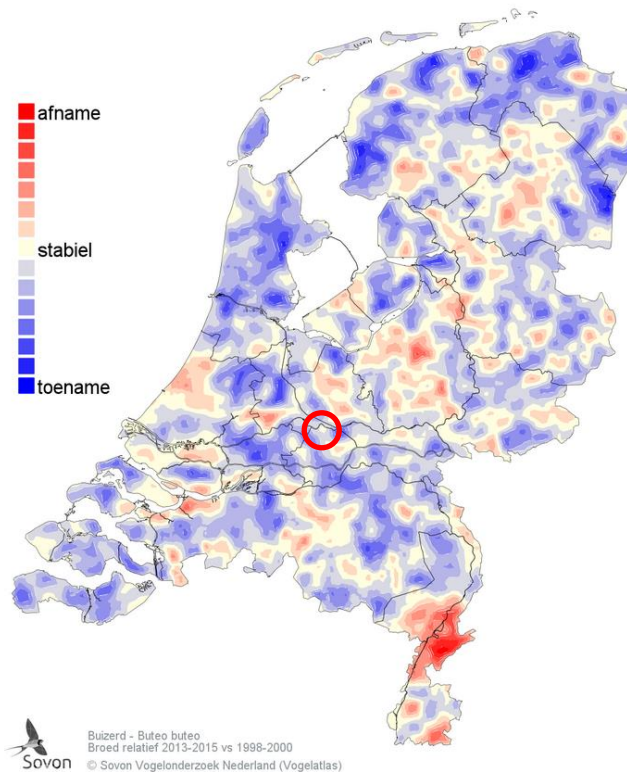 afname
stabiel
toename
Sovon
Buizerd - Buteo buteo
Broed relatief 2013-2015 vs 1998-2000
© Sovon Vogelonderzoek Nederland (Vogelatlas)